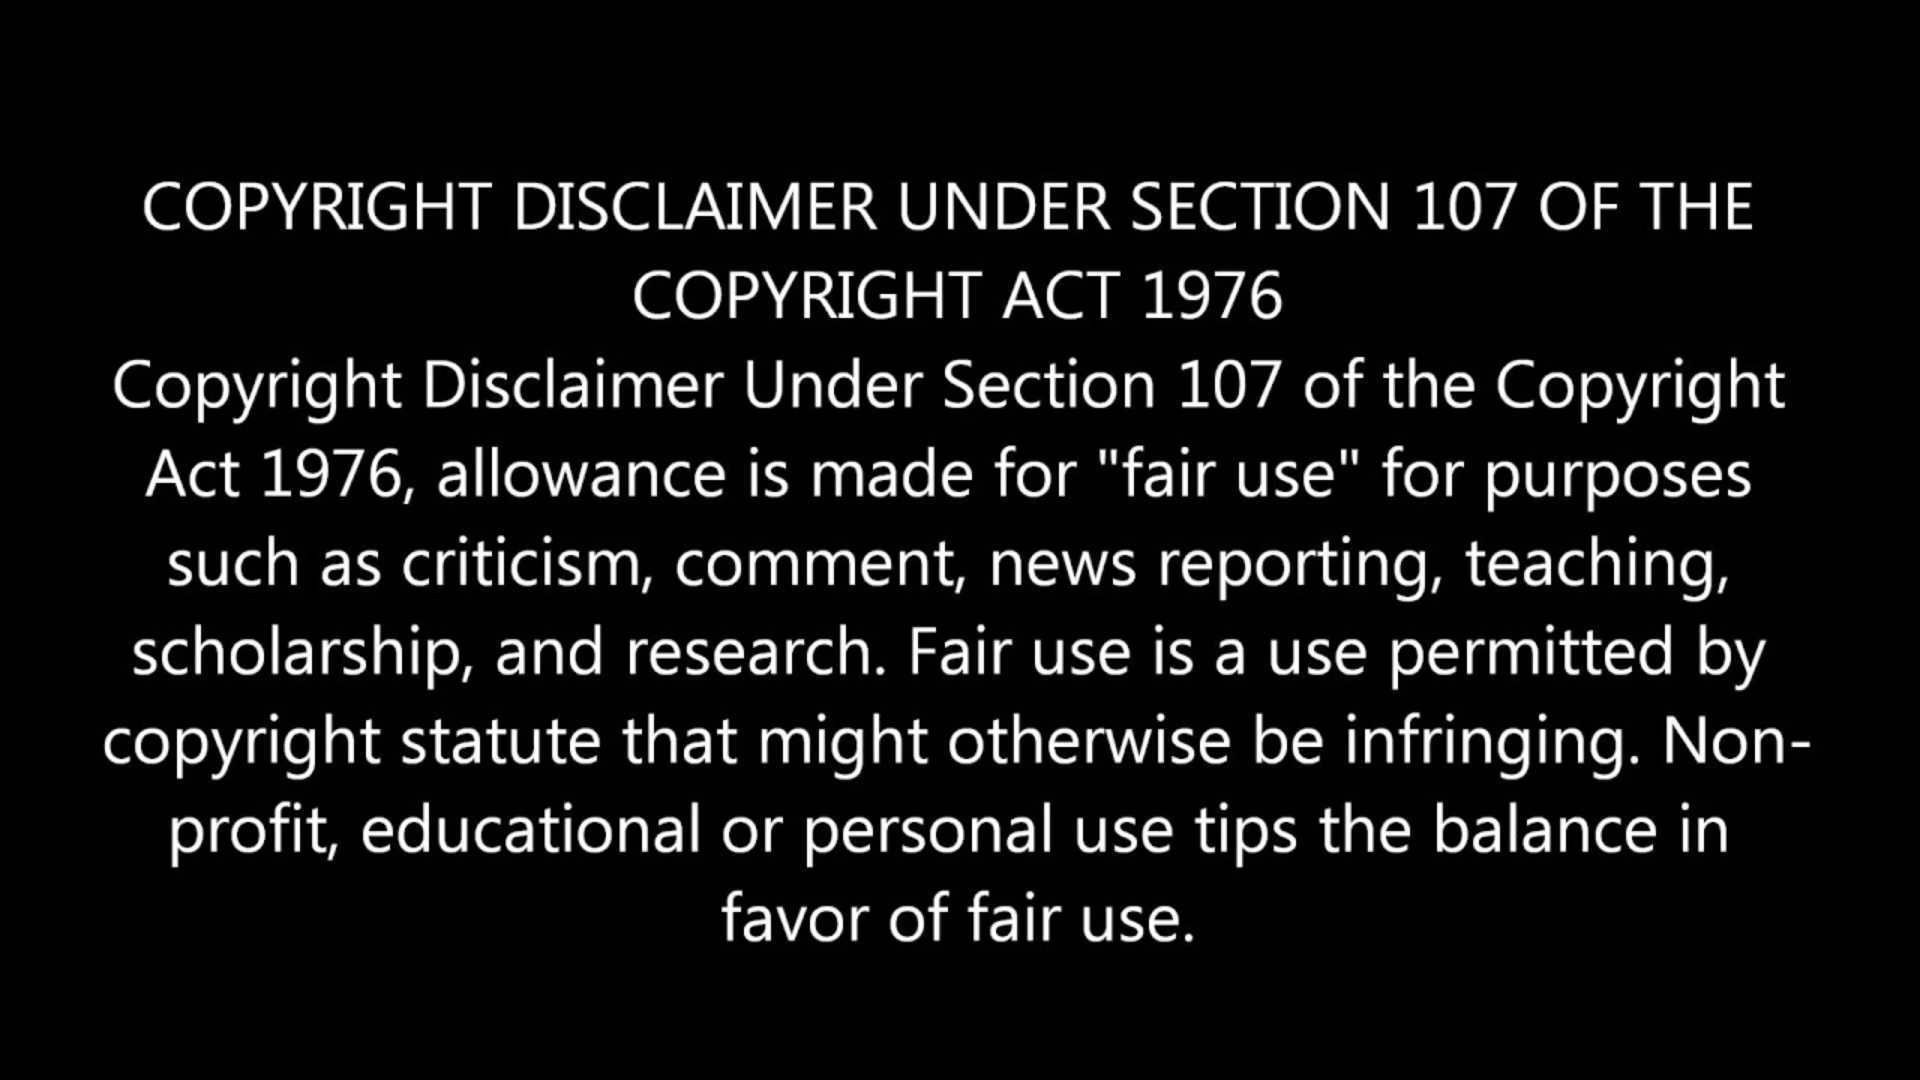 COPYRIGHT DISCLAIMER UNDER SECTION 107 OF THE
COPYRIGHT ACT 1976
Copyright Disclaimer Under Section 107 of the Copyright
Act 1976, allowance is made for "fair use" for purposes
such as criticism, comment, news reporting, teaching,
scholarship, and research. Fair use is a use permitted by
copyright statute that might otherwise be infringing. Non-
profit, educational or personal use tips the balance in
favor of fair use.